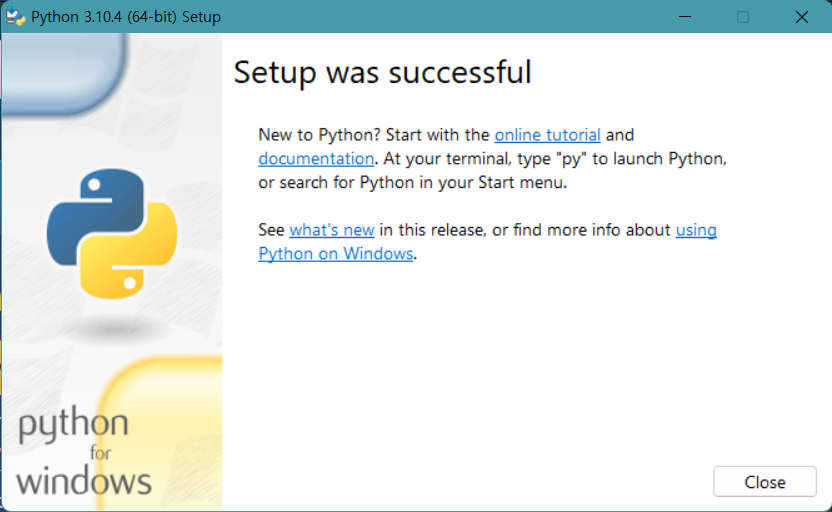 Python 3.10.4 (64-bit) Setup
Setup was successful
New to Python? Start with the online tutorial and
documentation. At your terminal, type "py" to launch Python,
or search for Python in your Start menu.
See what's new in this release, or find more info about using
Python on Windows.
python
for
windows
Close